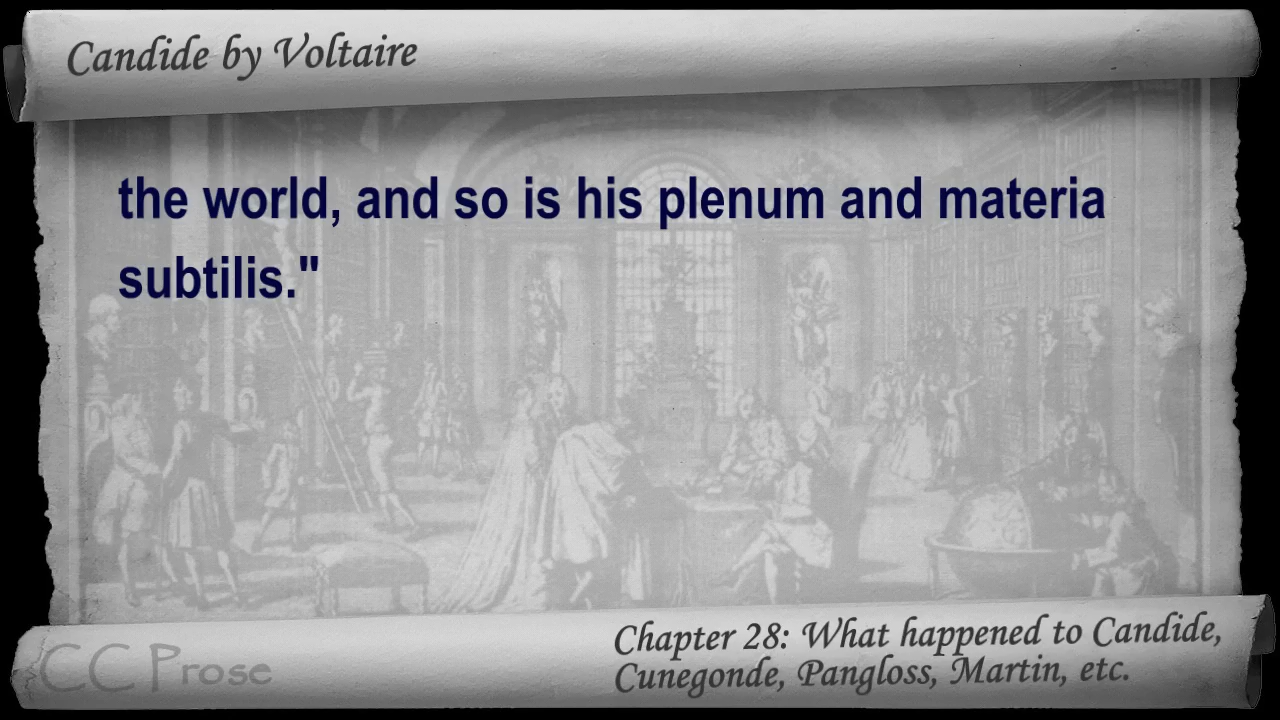 Candide by Voltaire
the world, and so is his plenum and materia
subtilis."
CC Prose
Chapter 28: What happened to Candide,
Cunegonde, Pangloss, Martin, etc.